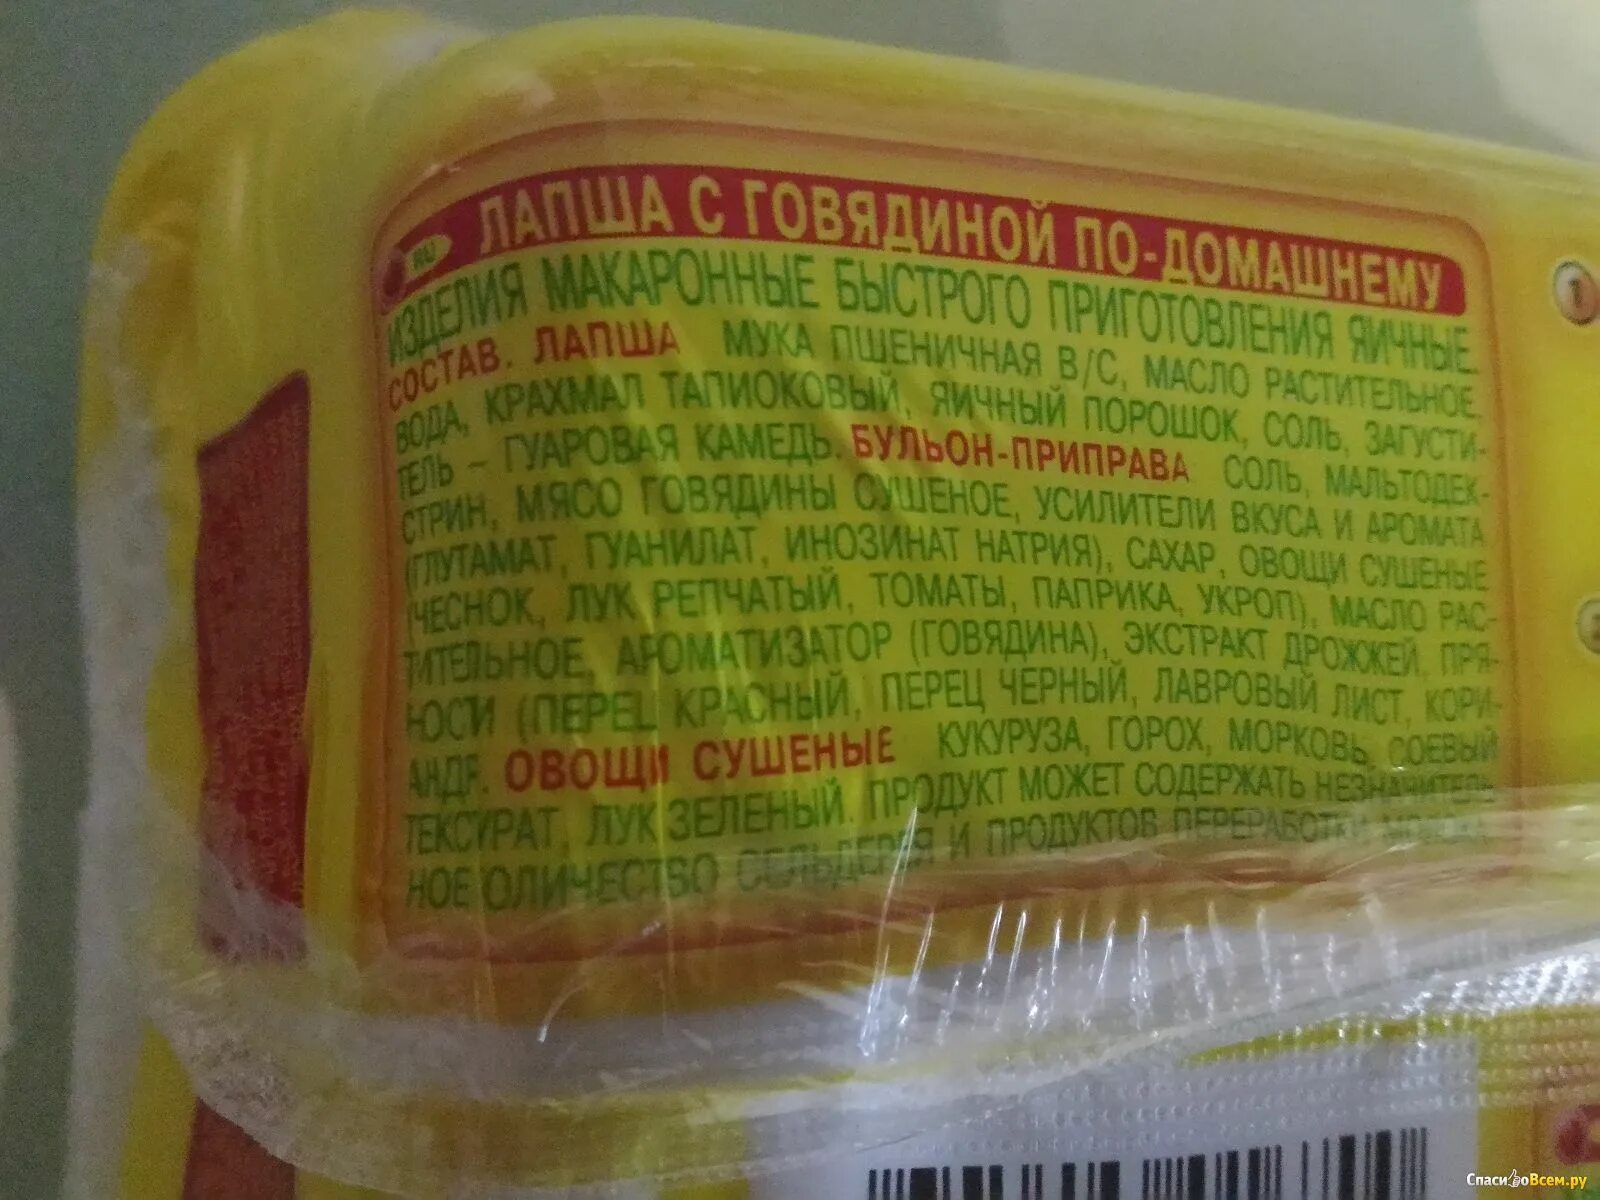 RU
ЛАПША С ГОВЯДИНОЙ ПО-ДОМАШНЕМУ
ИЗДЕЛИЯ МАКАРОННЫЕ БЫСТРОГО ПРИГОТОВЛЕНИЯ ЯИЧНЫЕ.
СОСТАВ. ЛАПША МУКА ПШЕНИЧНАЯ В/С, МАСЛО РАСТИТЕЛЬНОЕ,
ВОДА, КРАХМАЛ ТАПИОКОВЫЙ, ЯИЧНЫЙ ПОРОШОК, СОЛЬ, ЗАГУСТИ-
ТЕЛЬ – ГУАРОВАЯ КАМЕДЬ. БУЛЬОН-ПРИПРАВА СОЛЬ, МАЛЬТОДЕК-
СТРИН, МЯСО ГОВЯДИНЫ СУШЕНОЕ, УСИЛИТЕЛИ ВКУСА И АРОМАТА
(ГЛУТАМАТ, ГУАНИЛАТ, ИНОЗИНАТ НАТРИЯ), САХАР, ОВОЩИ СУШЕНЫЕ
(ЧЕСНОК, ЛУК РЕПЧАТЫЙ, ТОМАТЫ, ПАПРИКА, УКРОП), МАСЛО РАС-
ТИТЕЛЬНОЕ, АРОМАТИЗАТОР (ГОВЯДИНА), ЭКСТРАКТ ДРОЖЖЕЙ, ПРЯ-
НОСТИ (ПЕРЕЦ КРАСНЫЙ, ПЕРЕЦ ЧЕРНЫЙ, ЛАВРОВЫЙ ЛИСТ, КОРИ-
АНДР. ОВОЩИ СУШЕНЫЕ КУКУРУЗА, ГОРОХ, МОРКОВЬ, СОЕВЫЙ
ТЕКСУРАТ, ЛУК ЗЕЛЕНЫЙ. ПРОДУКТ МОЖЕТ СОДЕРЖАТЬ НЕЗНАЧИТЕЛЬ
НОЕ ОЛИЧЕСТВО СЕЛЬДЕРЕЯ И ПРОДУКТОВ ПЕРЕРАБОТКИ МОЛОКА
1
СпасибоВсем.ру